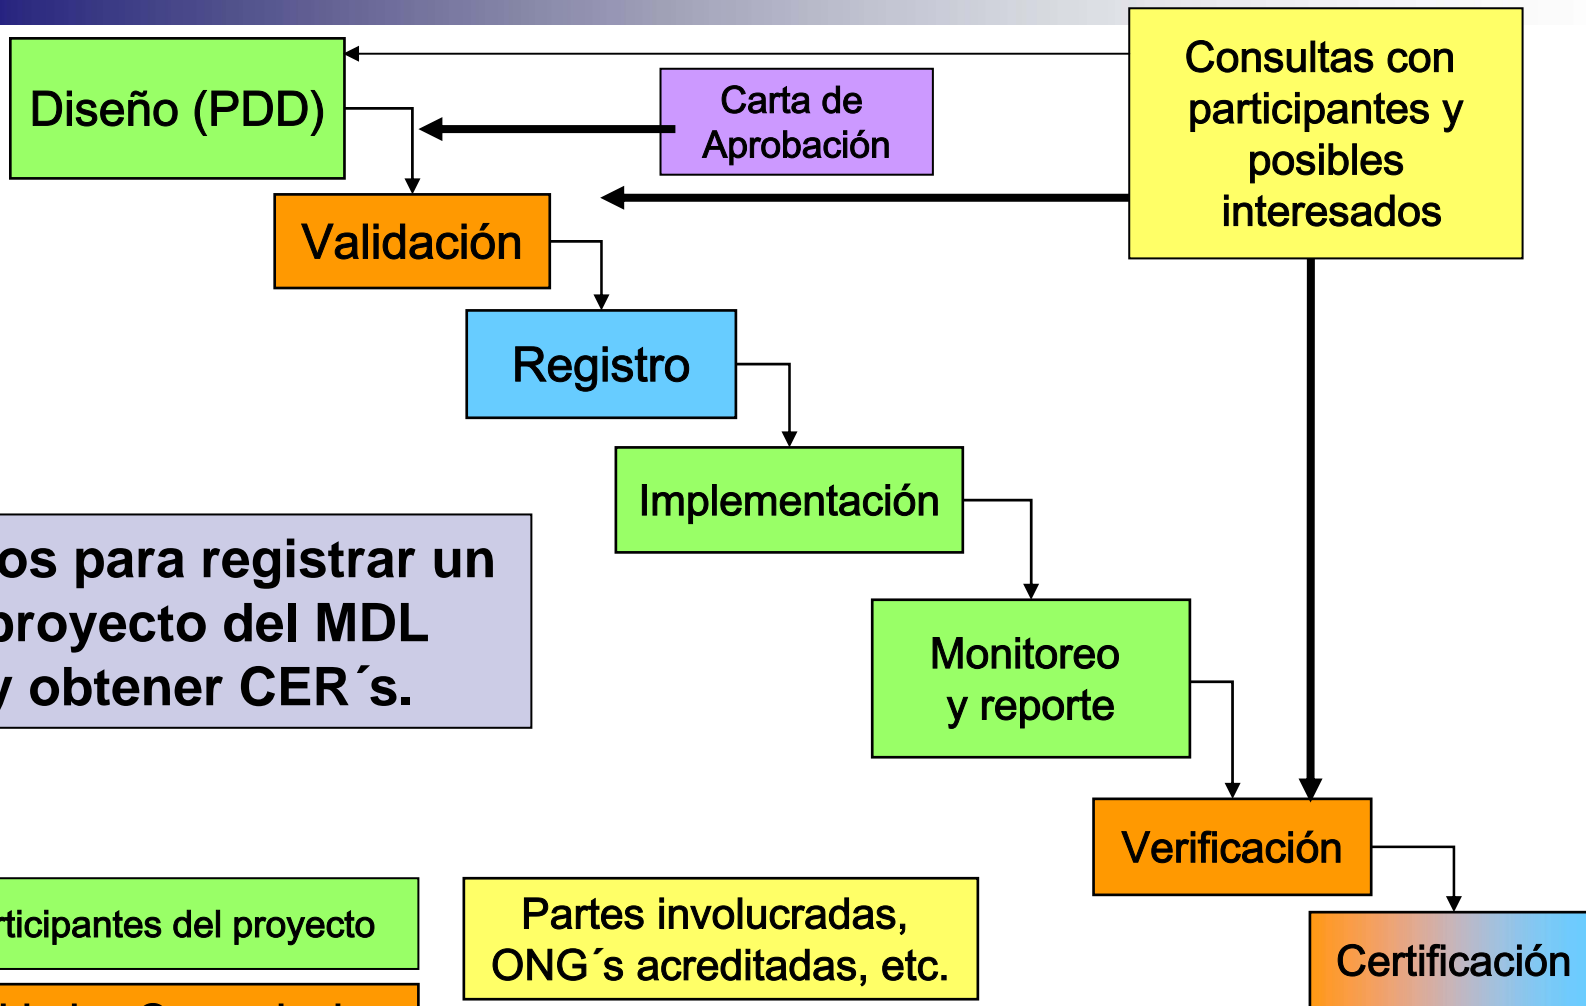 Diseño (PDD)
Carta de
Aprobación
Consultas con
participantes y
posibles
interesados
Validación
Registro
Implementación
os para registrar un
proyecto del MDL
y obtener CER´s.
Monitoreo
y reporte
Verificación
Certificación
rticipantes del proyecto
Partes involucradas,
ONG´s acreditadas, etc.